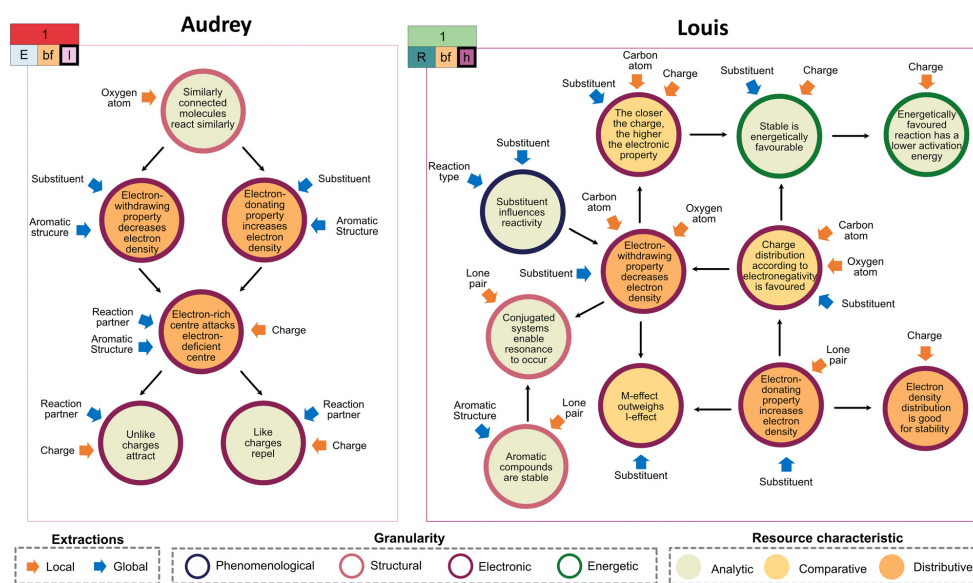 Audrey
1
E bf l
Oxygen
atom
Similarly
connected
molecules
react similarly
Substituent
Aromatic
strucure
Electron-
withdrawing
property
decreases
electron
density
Electron-
donating
property
increases
electron
density
Substituent
Aromatic
Structure
Reaction
partner
Aromatic
Structure
Electron-rich
centre attacks
electron-
deficient
centre
Charge
Reaction
partner
Charge
Unlike
charges
attract
Like
charges
repel
Reaction
partner
Charge
Louis
1
R bf h
Substituent
Carbon
atom
Charge
The closer
the charge,
the higher
the electronic
property
Substituent
Charge
Stable is
energetically
favourable
Charge
Energetically
favoured
reaction has a
lower activation
energy
Substituent
Reaction
type
Substituent
influences
reactivity
Carbon
atom
Oxygen
atom
Substituent
Electron-
withdrawing
property
decreases
electron
density
Carbon
atom
Oxygen
atom
Substituent
Charge
distribution
according to
electronegativity
is favoured
Lone
pair
Conjugated
systems
enable
resonance
to occur
Aromatic
Structure
Lone
pair
Aromatic
compounds
are stable
M-effect
outweighs
I-effect
Substituent
Lone
pair
Electron-
donating
property
increases
electron
density
Substituent
Charge
Electron
density
distribution
is good
for stability
Extractions
Local Global
Granularity
Phenomenological Structural Electronic Energetic
Resource characteristic
Analytic Comparative Distributive